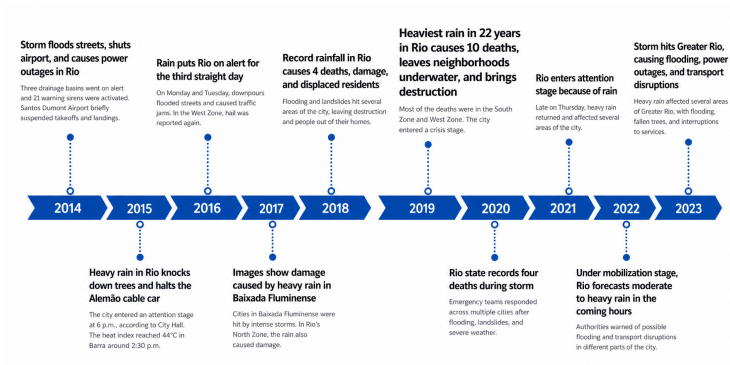 Storm floods streets, shuts
airport, and causes power
outages in Rio
Three drainage basins went on alert
and 21 warning sirens were activated.
Santos Dumont Airport briefly
suspended takeoffs and landings.
Rain puts Rio on alert for
the third straight day
On Monday and Tuesday, downpours
flooded streets and caused traffic
jams. In the West Zone, hail was
reported again.
Record rainfall in Rio
causes 4 deaths, damage,
and displaced residents
Flooding and landslides hit several
areas of the city, leaving destruction
and people out of their homes.
Heaviest rain in 22 years
in Rio causes 10 deaths,
leaves neighborhoods
underwater, and brings
destruction
Most of the deaths were in the South
Zone and West Zone. The city
entered a crisis stage.
Rio enters attention
stage because of rain
Late on Thursday, heavy rain
returned and affected several
areas of the city.
Storm hits Greater Rio,
causing flooding, power
outages, and transport
disruptions
Heavy rain affected several areas
of Greater Rio, with flooding,
fallen trees, and interruptions
to services.
2014
2015
2016
2017
2018
2019
2020
2021
2022
2023
Heavy rain in Rio knocks
down trees and halts the
Alemão cable car
The city entered an attention stage
at 6 p.m., according to City Hall.
The heat index reached 44°C in
Barra around 2:30 p.m.
Images show damage
caused by heavy rain in
Baixada Fluminense
Cities in Baixada Fluminense were
hit by intense storms. In Rio's
North Zone, the rain also
caused damage.
Rio state records four
deaths during storm
Emergency teams responded
across multiple cities after
flooding, landslides, and
severe weather.
Under mobilization stage,
Rio forecasts moderate
to heavy rain in the
coming hours
Authorities warned of possible
flooding and transport disruptions
in different parts of the city.